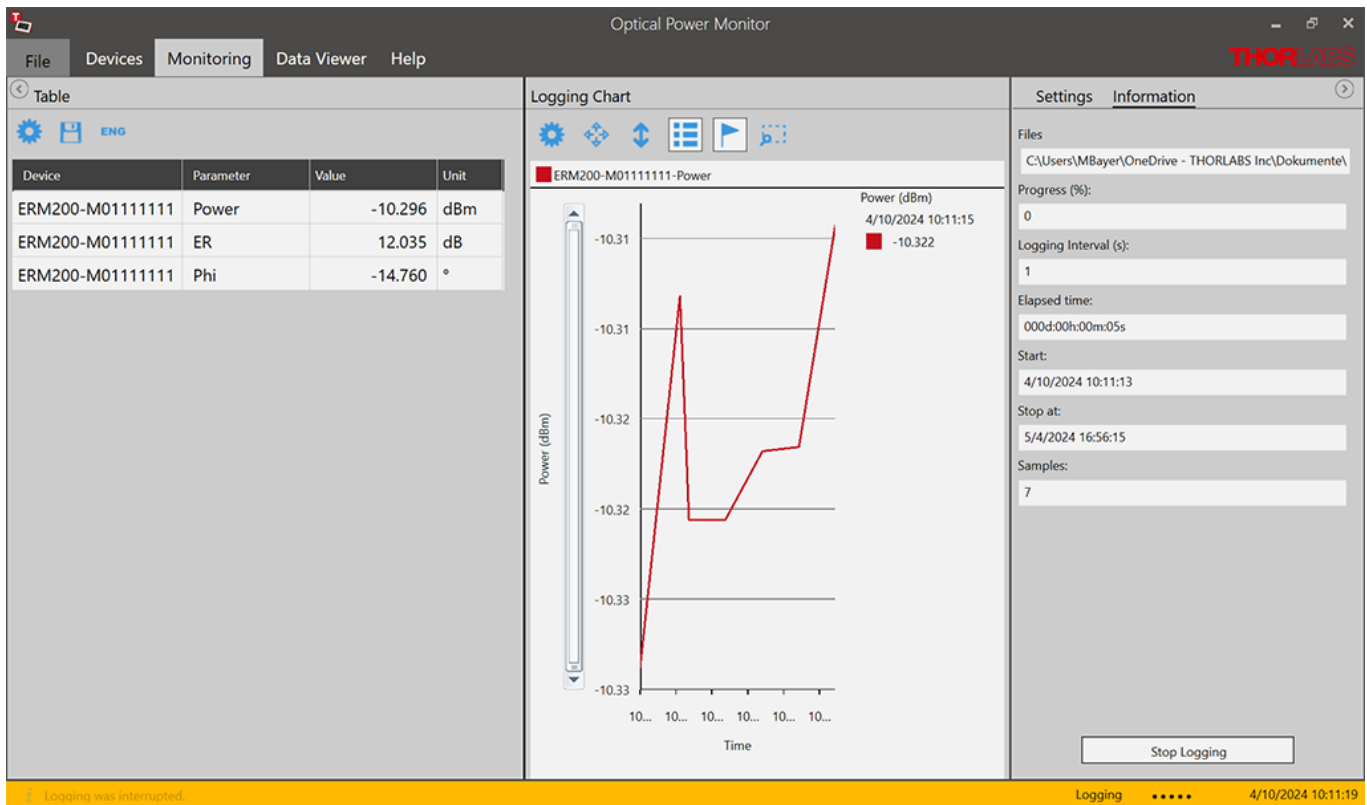 Optical Power Monitor
File Devices Monitoring Data Viewer Help
THORLABS
Table
ENG
Device Parameter Value Unit
ERM200-M01111111 Power -10.296 dBm
ERM200-M01111111 ER 12.035 dB
ERM200-M01111111 Phi -14.760 °
Logging Chart
ERM200-M01111111-Power
Power (dBm)
4/10/2024 10:11:15
-10.322
Power (dBm)
-10.31
-10.31
-10.32
-10.32
-10.33
-10.33
10... 10... 10... 10... 10... 10...
Time
Settings Information
Files
C:\Users\MBayer\OneDrive - THORLABS Inc\Dokumente\
Progress (%):
0
Logging Interval (s):
1
Elapsed time:
000d:00h:00m:05s
Start:
4/10/2024 10:11:13
Stop at:
5/4/2024 16:56:15
Samples:
7
Stop Logging
i Logging was interrupted.
Logging ••••• 4/10/2024 10:11:19